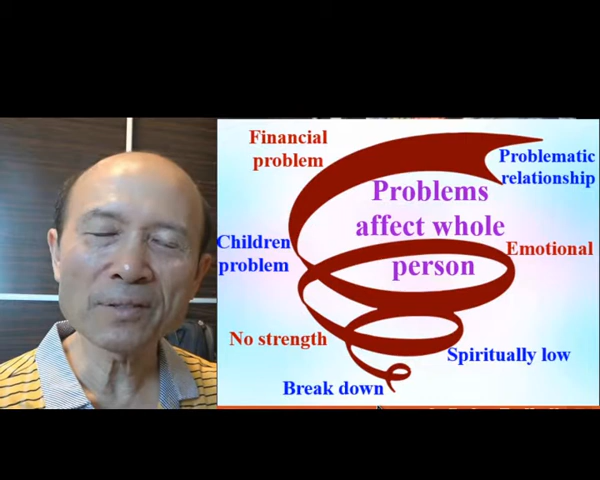 Financial
problem
Problematic
relationship
Problems
affect whole
person
Children
problem
Emotional
No strength
Spiritually low
Break down